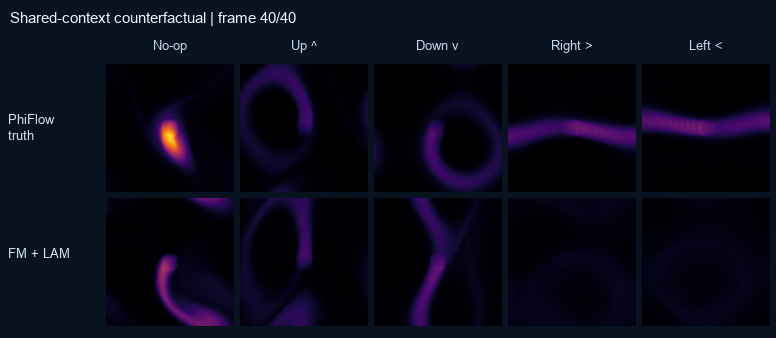 Shared-context counterfactual | frame 40/40
No-op
Up ^
Down v
Right >
Left <
PhiFlow
truth
FM + LAM